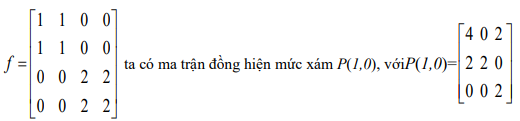 f = [1 1 0 0
1 1 0 0
0 0 2 2
0 0 2 2] ta có ma trận đồng hiện mức xám P(1,0), vớiP(1,0)= [4 0 2
2 2 0
0 0 2]